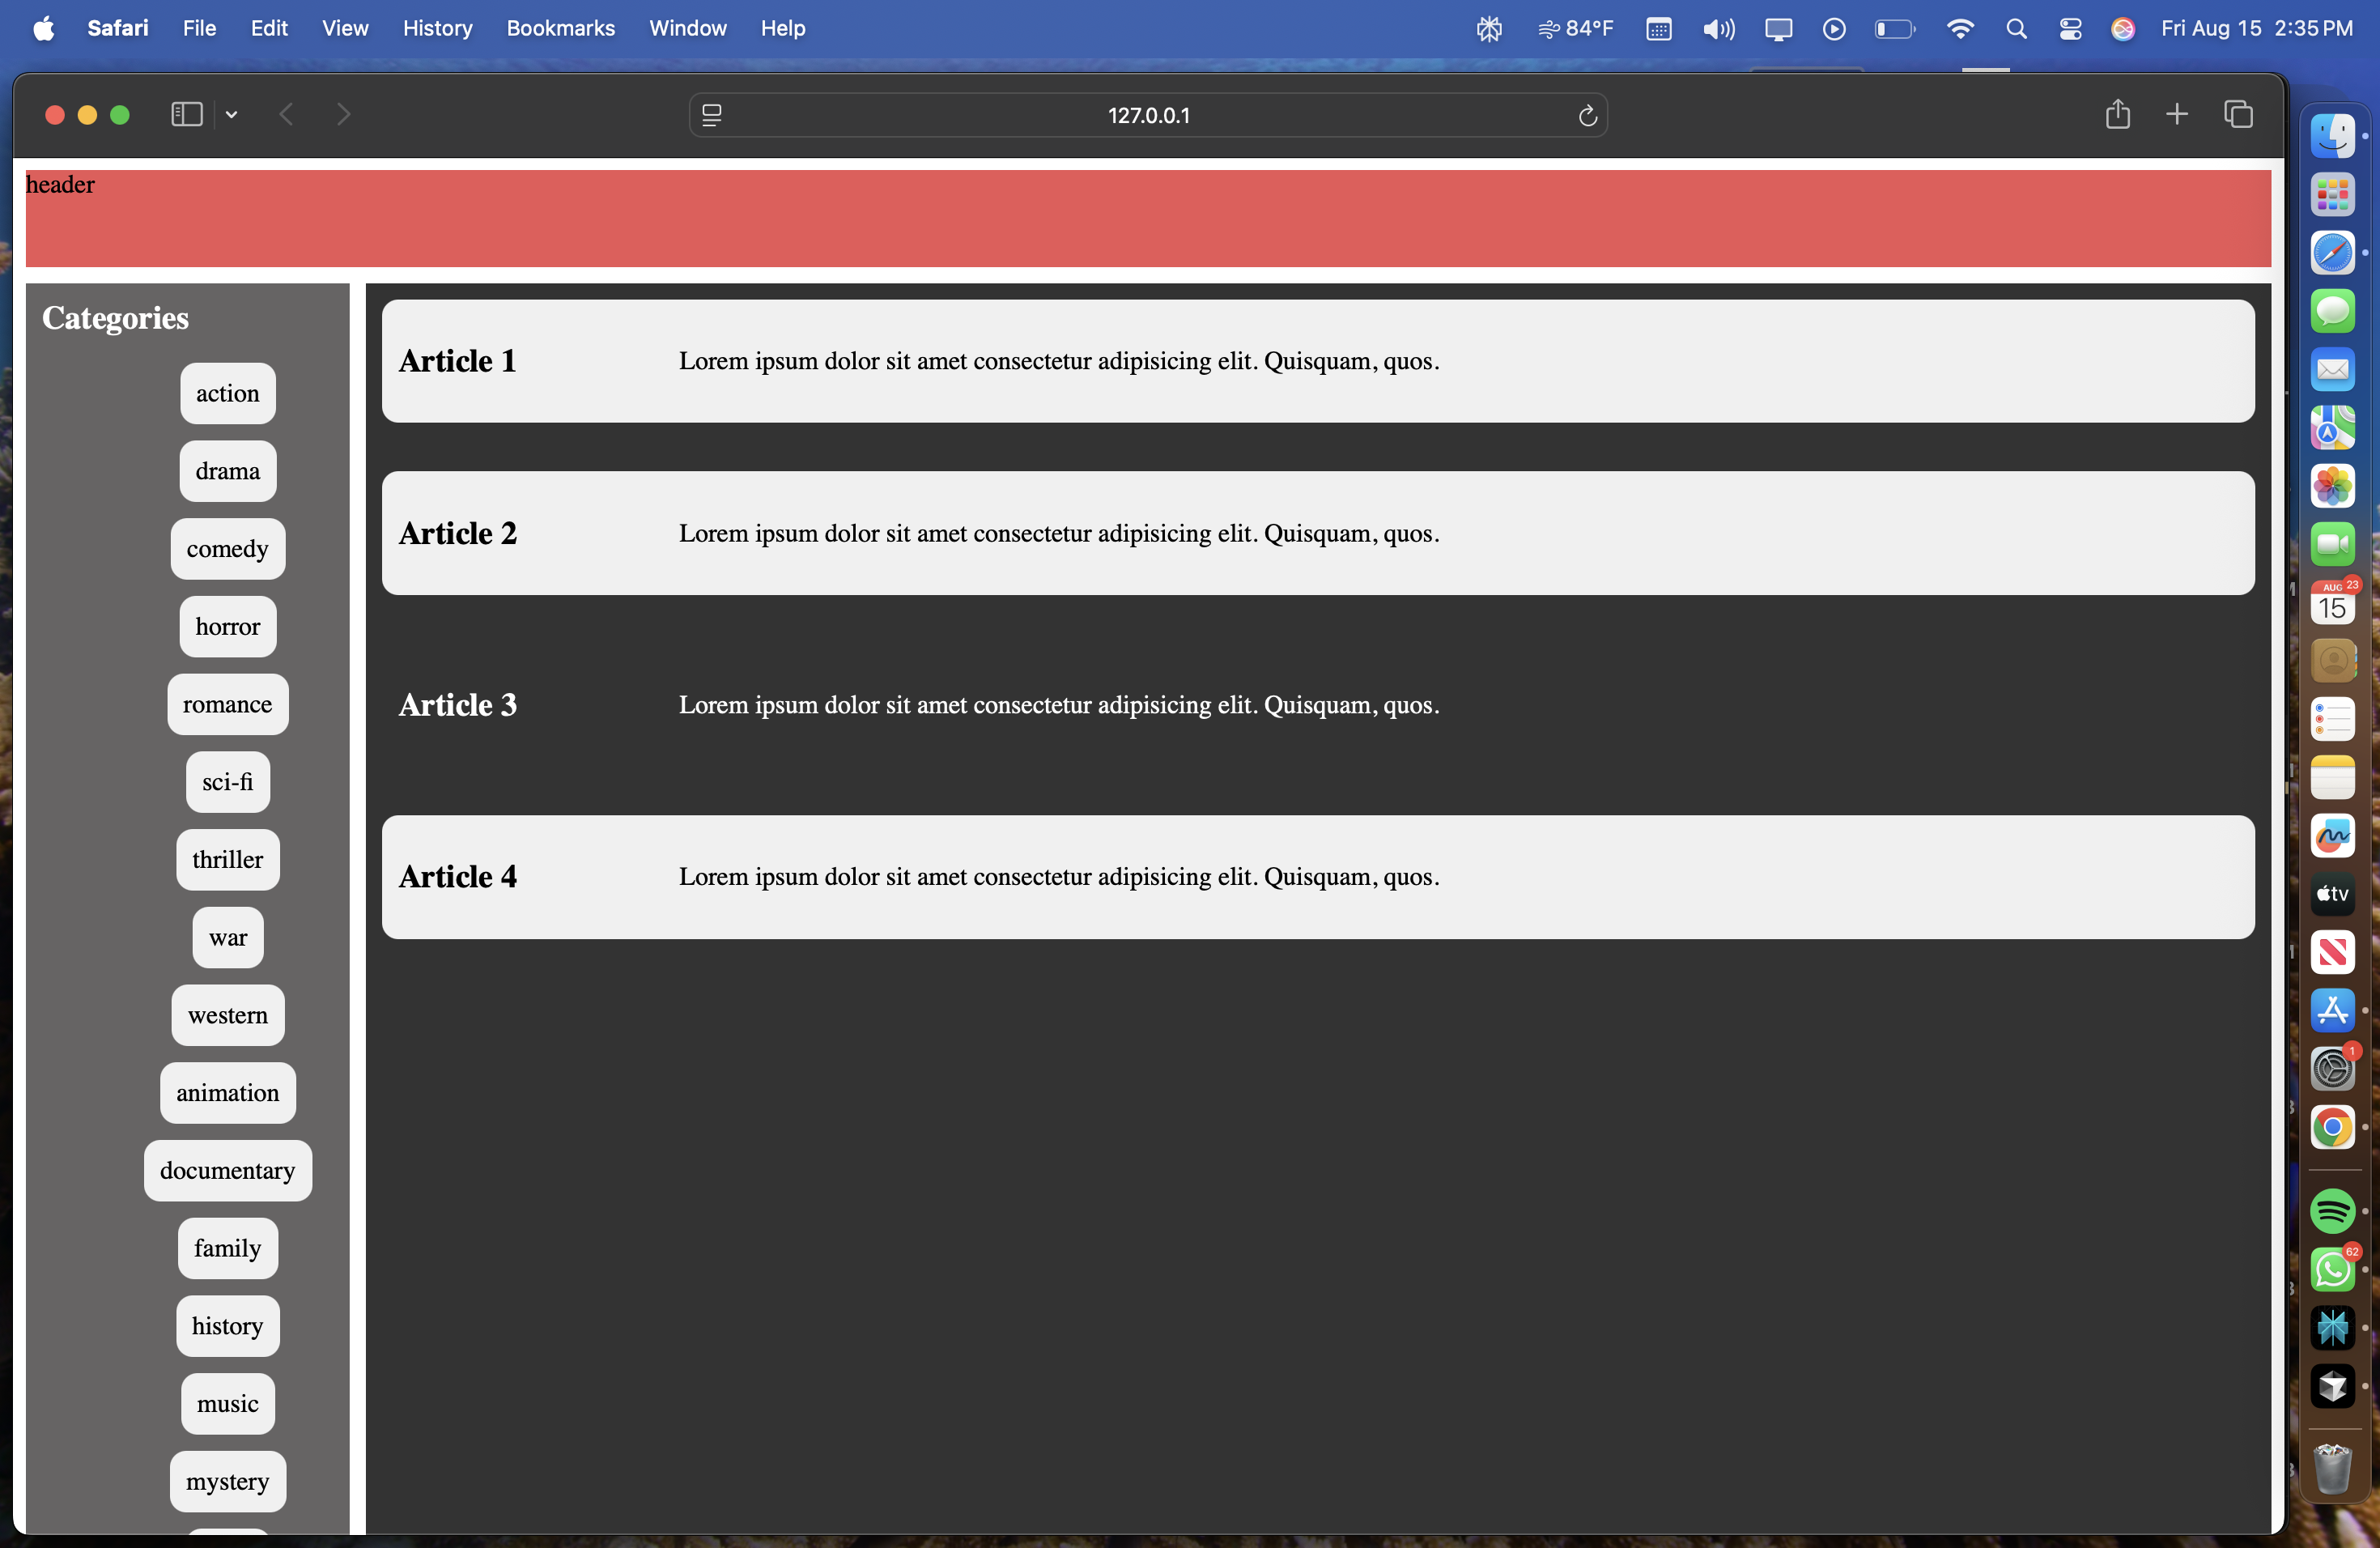 Safari File Edit View History Bookmarks Window Help 84°F Fri Aug 15 2:35 PM
127.0.0.1
header
Categories
action
drama
comedy
horror
romance
sci-fi
thriller
war
western
animation
documentary
family
history
music
mystery
Article 1 Lorem ipsum dolor sit amet consectetur adipisicing elit. Quisquam, quos.
Article 2 Lorem ipsum dolor sit amet consectetur adipisicing elit. Quisquam, quos.
Article 3 Lorem ipsum dolor sit amet consectetur adipisicing elit. Quisquam, quos.
Article 4 Lorem ipsum dolor sit amet consectetur adipisicing elit. Quisquam, quos.
AUG 23
15
tv
1
62